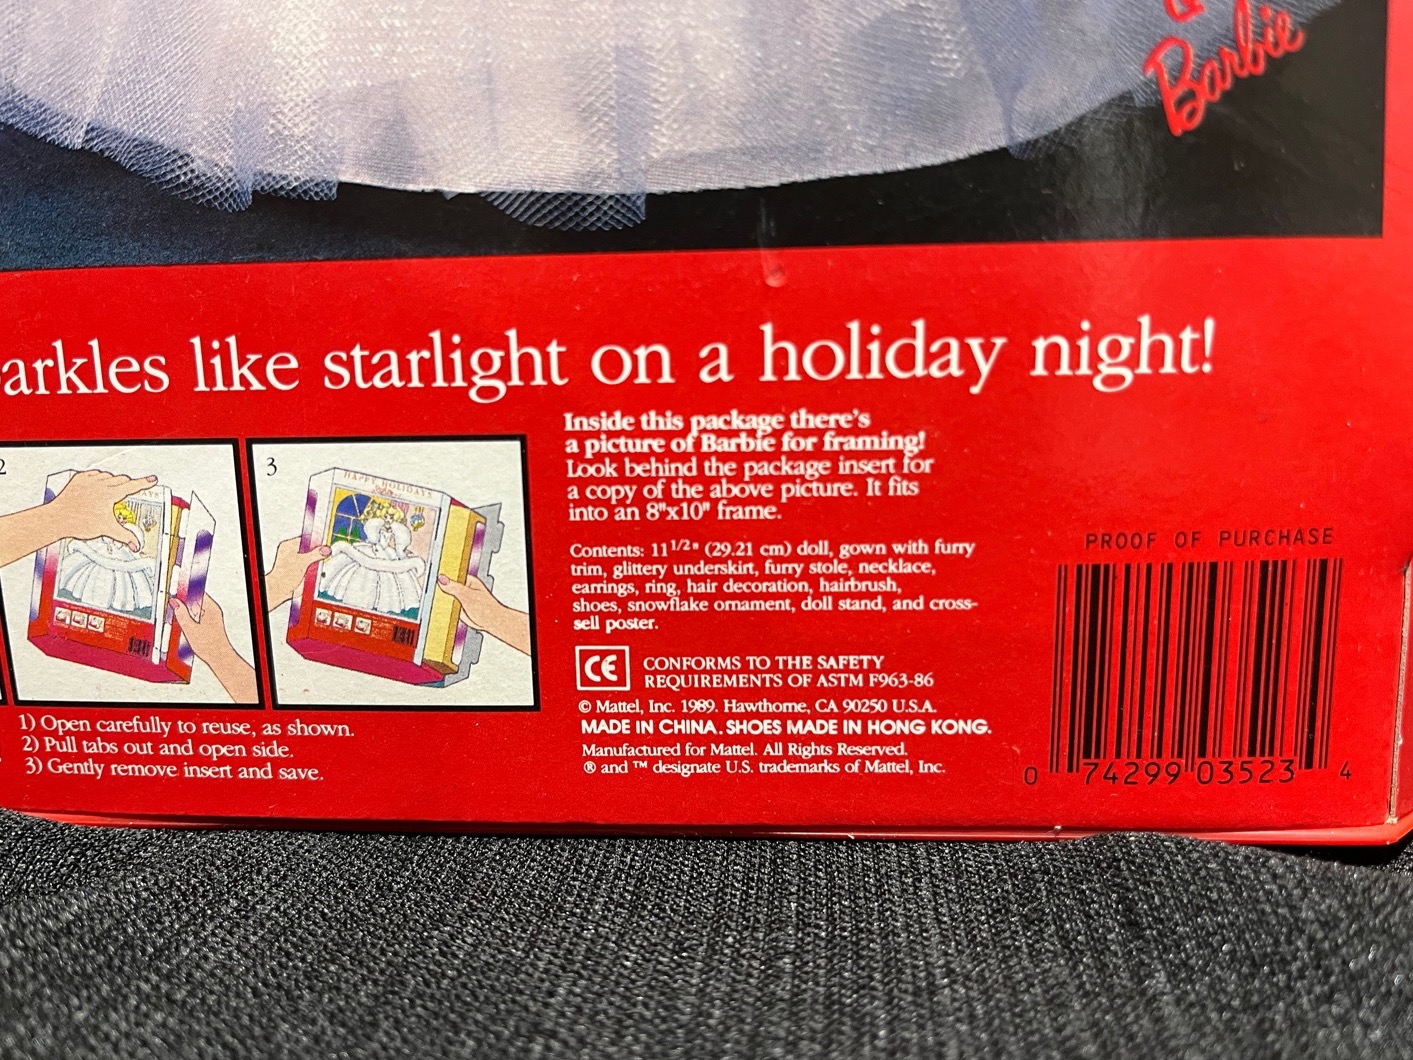 Barbie
arkles like starlight on a holiday night!
2
3
HAPPY HOLIDAYS
Inside this package there's
a picture of Barbie for framing!
Look behind the package insert for
a copy of the above picture. It fits
into an 8"x10" frame.
Contents: 11 1/2" (29.21 cm) doll, gown with furry
trim, glittery underskirt, furry stole, necklace,
earrings, ring, hair decoration, hairbrush,
shoes, snowflake ornament, doll stand, and cross-
sell poster.
CE
CONFORMS TO THE SAFETY
REQUIREMENTS OF ASTM F963-86
© Mattel, Inc. 1989. Hawthorne, CA 90250 U.S.A.
MADE IN CHINA. SHOES MADE IN HONG KONG.
Manufactured for Mattel. All Rights Reserved.
® and ™ designate U.S. trademarks of Mattel, Inc.
1) Open carefully to reuse, as shown.
2) Pull tabs out and open side.
3) Gently remove insert and save.
PROOF OF PURCHASE
0 74299 03523 4